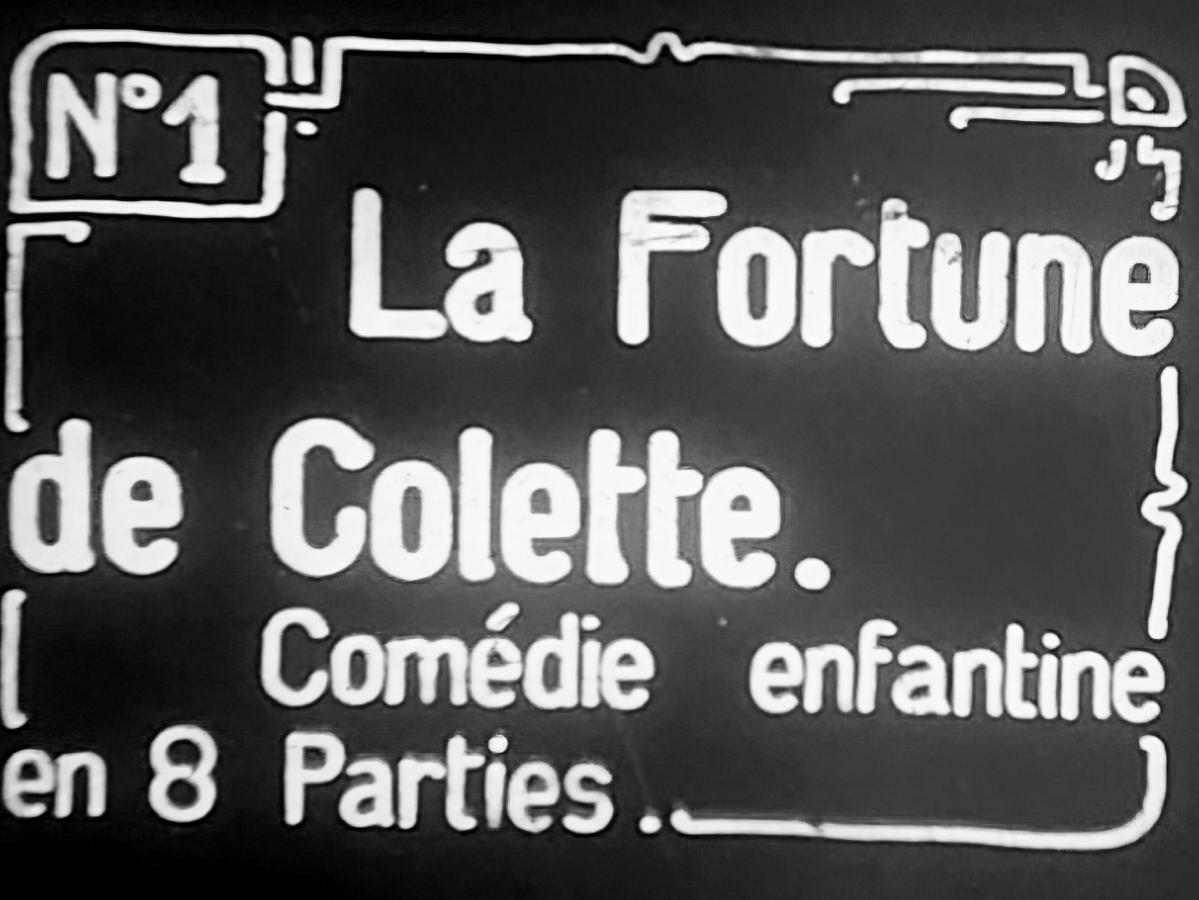 N°1
La Fortune
de Colette.
Comédie enfantine
en 8 Parties..